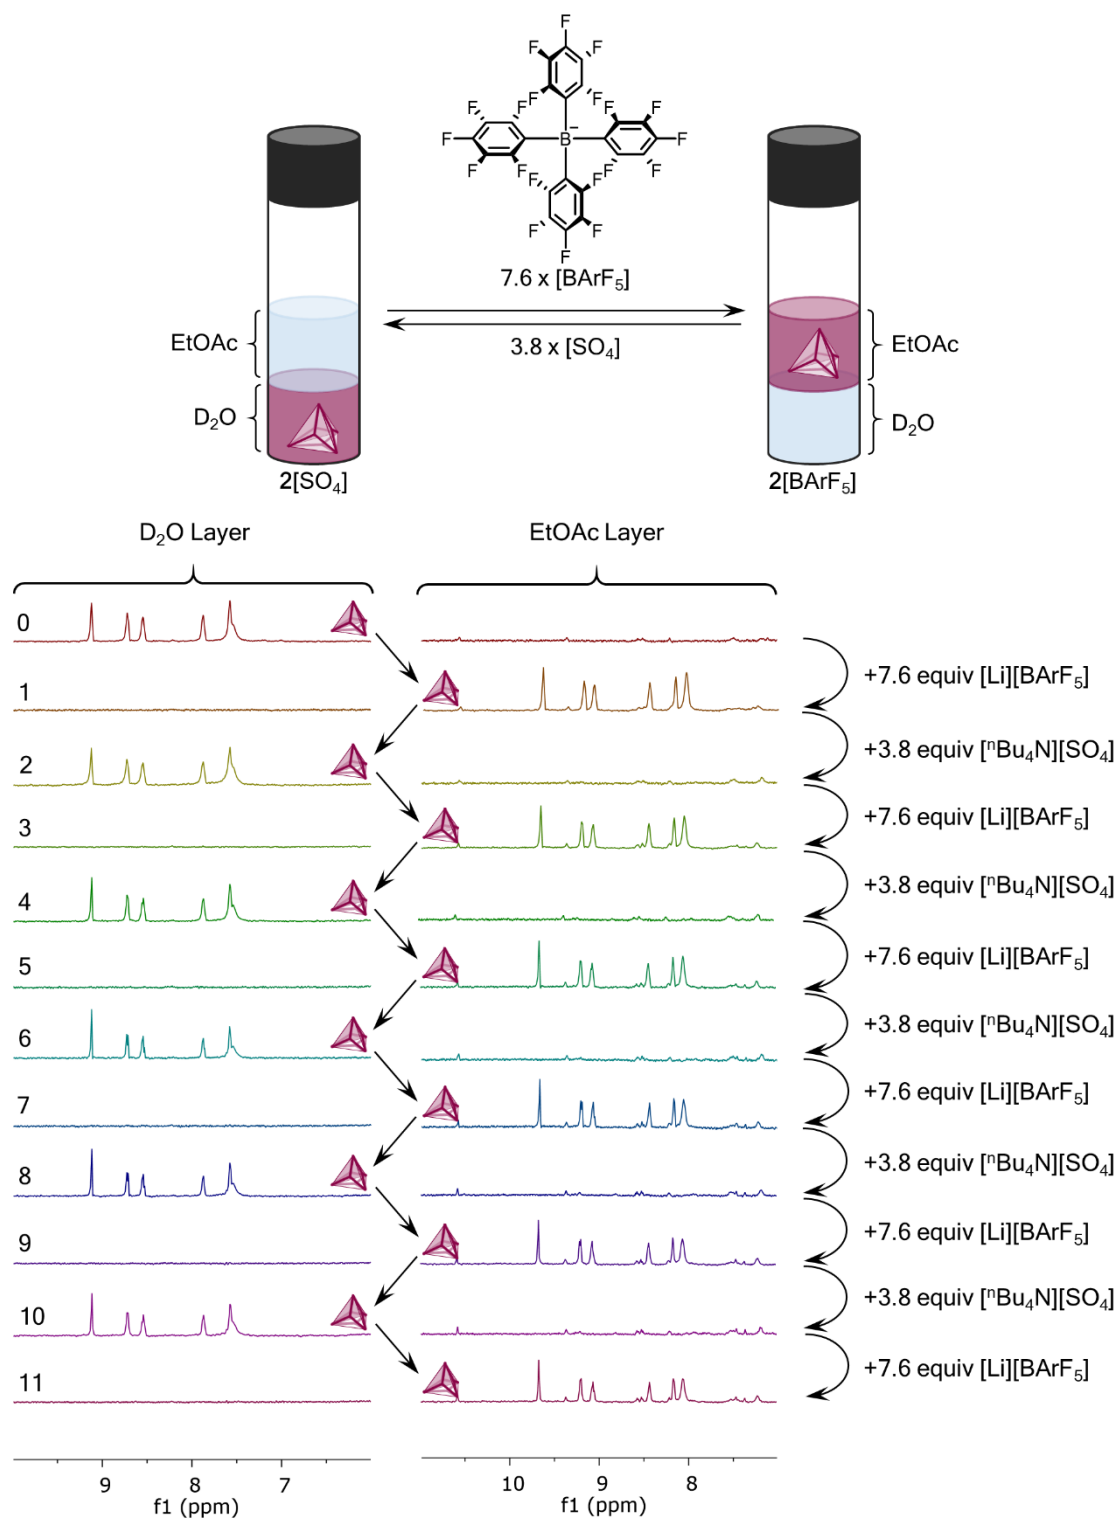 F
F F
F F
F F F B− F F F
F F F F
F F F F
F F
F
7.6 x [BArF₅]
3.8 x [SO₄]
EtOAc
D₂O
2[SO₄]
EtOAc
D₂O
2[BArF₅]
D₂O Layer
EtOAc Layer
0
1
2
3
4
5
6
7
8
9
10
11
+7.6 equiv [Li][BArF₅]
+3.8 equiv [ⁿBu₄N][SO₄]
+7.6 equiv [Li][BArF₅]
+3.8 equiv [ⁿBu₄N][SO₄]
+7.6 equiv [Li][BArF₅]
+3.8 equiv [ⁿBu₄N][SO₄]
+7.6 equiv [Li][BArF₅]
+3.8 equiv [ⁿBu₄N][SO₄]
+7.6 equiv [Li][BArF₅]
+3.8 equiv [ⁿBu₄N][SO₄]
+7.6 equiv [Li][BArF₅]
9 8 7
f1 (ppm)
10 9 8
f1 (ppm)